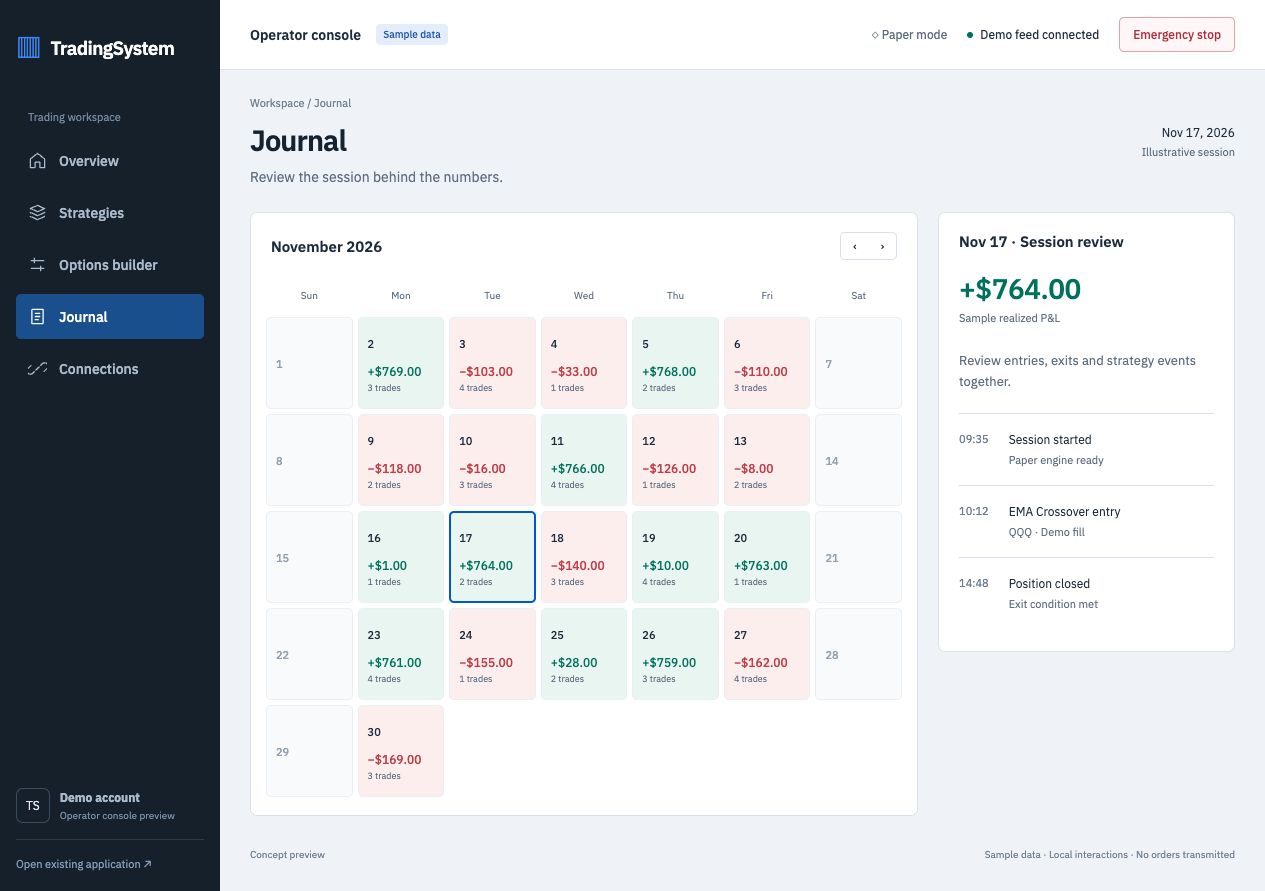 TradingSystem
Trading workspace
Overview
Strategies
Options builder
Journal
Connections
TS
Demo account
Operator console preview
Open existing application ↗
Operator console
Sample data
◇ Paper mode
● Demo feed connected
Emergency stop
Workspace / Journal
Journal
Review the session behind the numbers.
Nov 17, 2026
Illustrative session
November 2026
‹ ›
Sun Mon Tue Wed Thu Fri Sat
1
2
+$769.00
3 trades
3
−$103.00
4 trades
4
−$33.00
1 trades
5
+$768.00
2 trades
6
−$110.00
3 trades
7
8
9
−$118.00
2 trades
10
−$16.00
3 trades
11
+$766.00
4 trades
12
−$126.00
1 trades
13
−$8.00
2 trades
14
15
16
+$1.00
1 trades
17
+$764.00
2 trades
18
−$140.00
3 trades
19
+$10.00
4 trades
20
+$763.00
1 trades
21
22
23
+$761.00
4 trades
24
−$155.00
1 trades
25
+$28.00
2 trades
26
+$759.00
3 trades
27
−$162.00
4 trades
28
29
30
−$169.00
3 trades
Nov 17 · Session review
+$764.00
Sample realized P&L
Review entries, exits and strategy events
together.
09:35 Session started
Paper engine ready
10:12 EMA Crossover entry
QQQ · Demo fill
14:48 Position closed
Exit condition met
Concept preview
Sample data · Local interactions · No orders transmitted